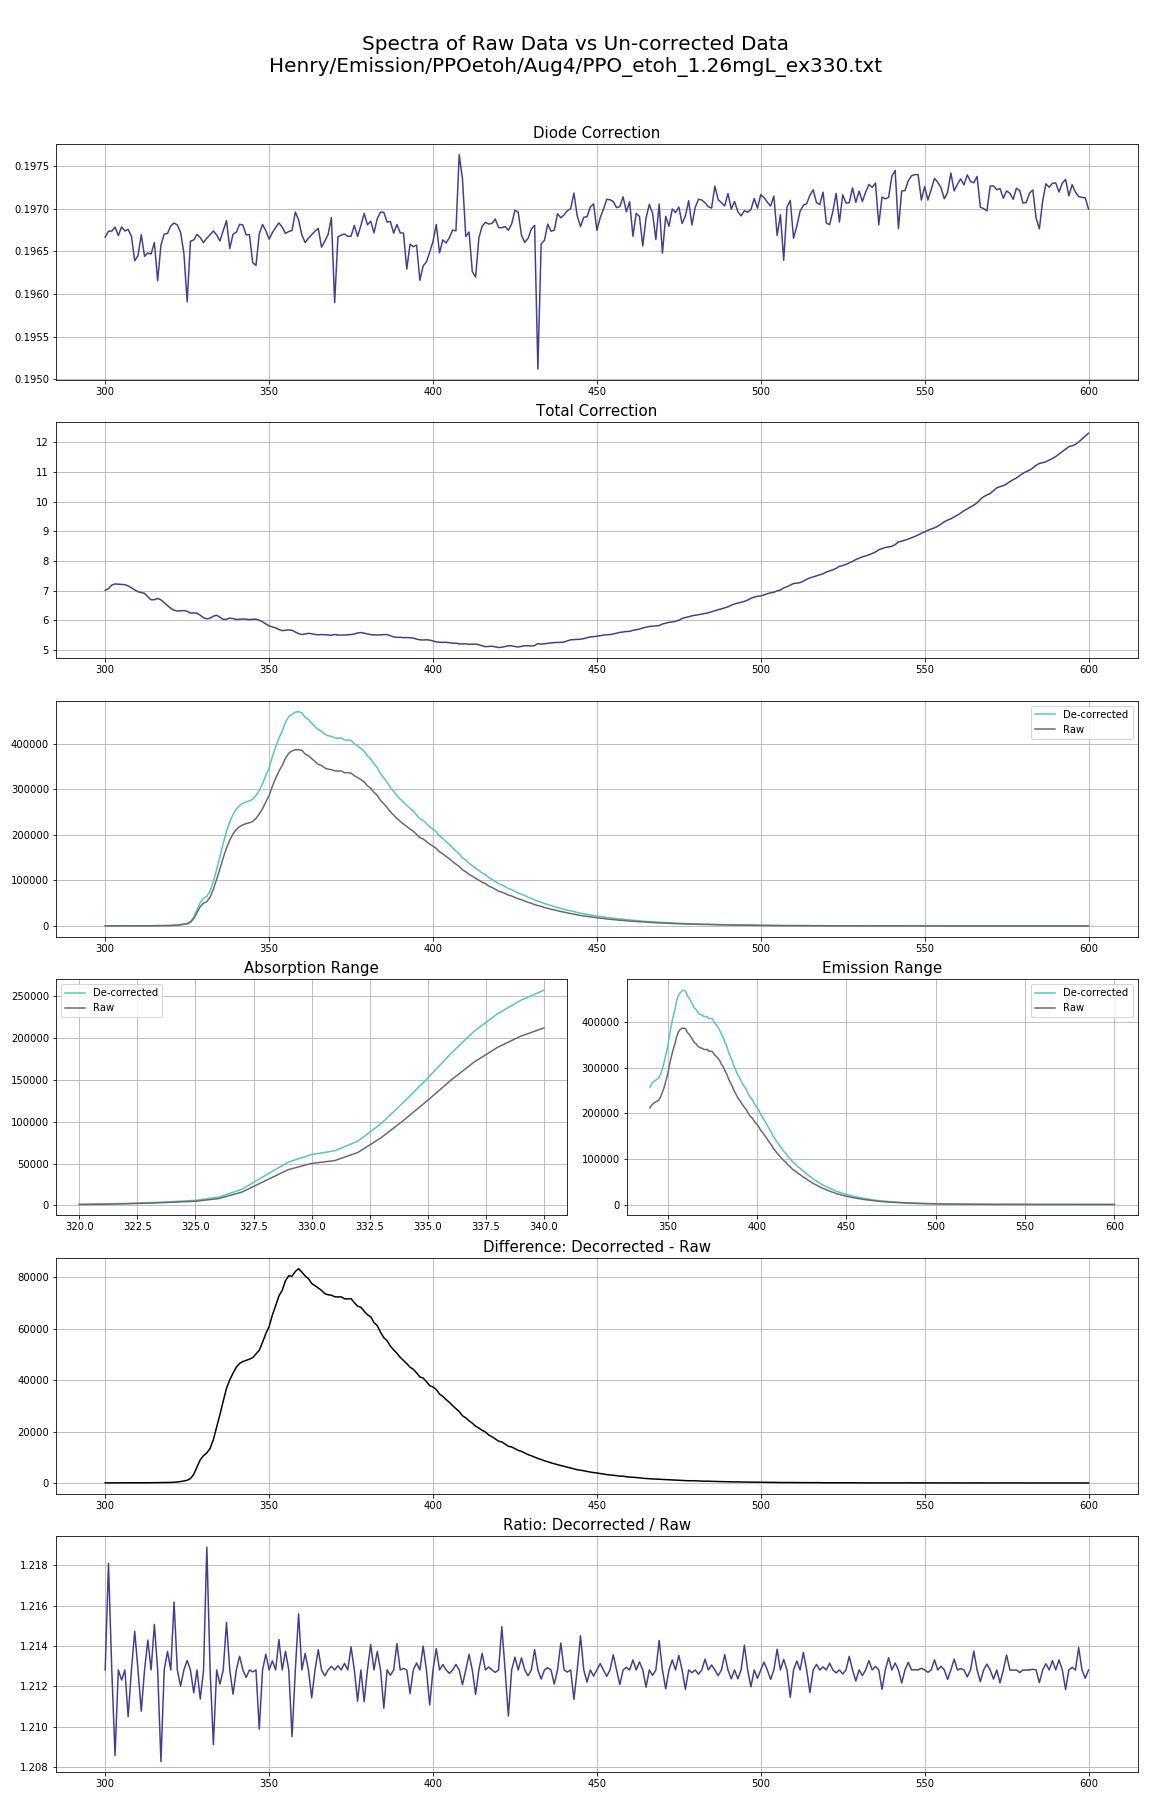 Spectra of Raw Data vs Un-corrected Data
Henry/Emission/PPOetoh/Aug4/PPO_etoh_1.26mgL_ex330.txt
Diode Correction
0.1975
0.1970
0.1965
0.1960
0.1955
0.1950
300 350 400 450 500 550 600
Total Correction
12
11
10
9
8
7
6
5
300 350 400 450 500 550 600
De-corrected
Raw
400000
300000
200000
100000
0
300 350 400 450 500 550 600
Absorption Range
De-corrected
Raw
250000
200000
150000
100000
50000
0
320.0 322.5 325.0 327.5 330.0 332.5 335.0 337.5 340.0
Emission Range
De-corrected
Raw
400000
300000
200000
100000
0
350 400 450 500 550 600
Difference: Decorrected - Raw
80000
60000
40000
20000
0
300 350 400 450 500 550 600
Ratio: Decorrected / Raw
1.218
1.216
1.214
1.212
1.210
1.208
300 350 400 450 500 550 600